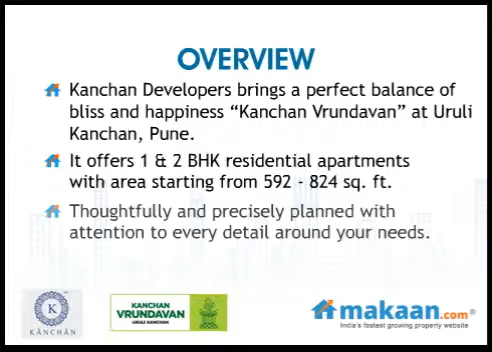 OVERVIEW
Kanchan Developers brings a perfect balance of
bliss and happiness “Kanchan Vrundavan” at Uruli
Kanchan, Pune.
It offers 1 & 2 BHK residential apartments
with area starting from 592 - 824 sq. ft.
Thoughtfully and precisely planned with
attention to every detail around your needs.
K
KĀNCHĀN
KANCHAN
VRUNDAVAN
URULI-KANCHAN
makaan.com®
India's fastest growing property website